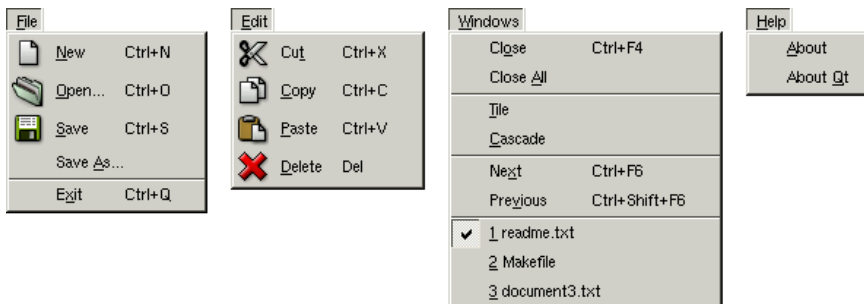 File
New Ctrl+N
Open... Ctrl+O
Save Ctrl+S
Save As...
Exit Ctrl+Q
Edit
Cut Ctrl+X
Copy Ctrl+C
Paste Ctrl+V
Delete Del
Windows
Close Ctrl+F4
Close All
Tile
Cascade
Next Ctrl+F6
Previous Ctrl+Shift+F6
1 readme.txt
2 Makefile
3 document3.txt
Help
About
About Qt